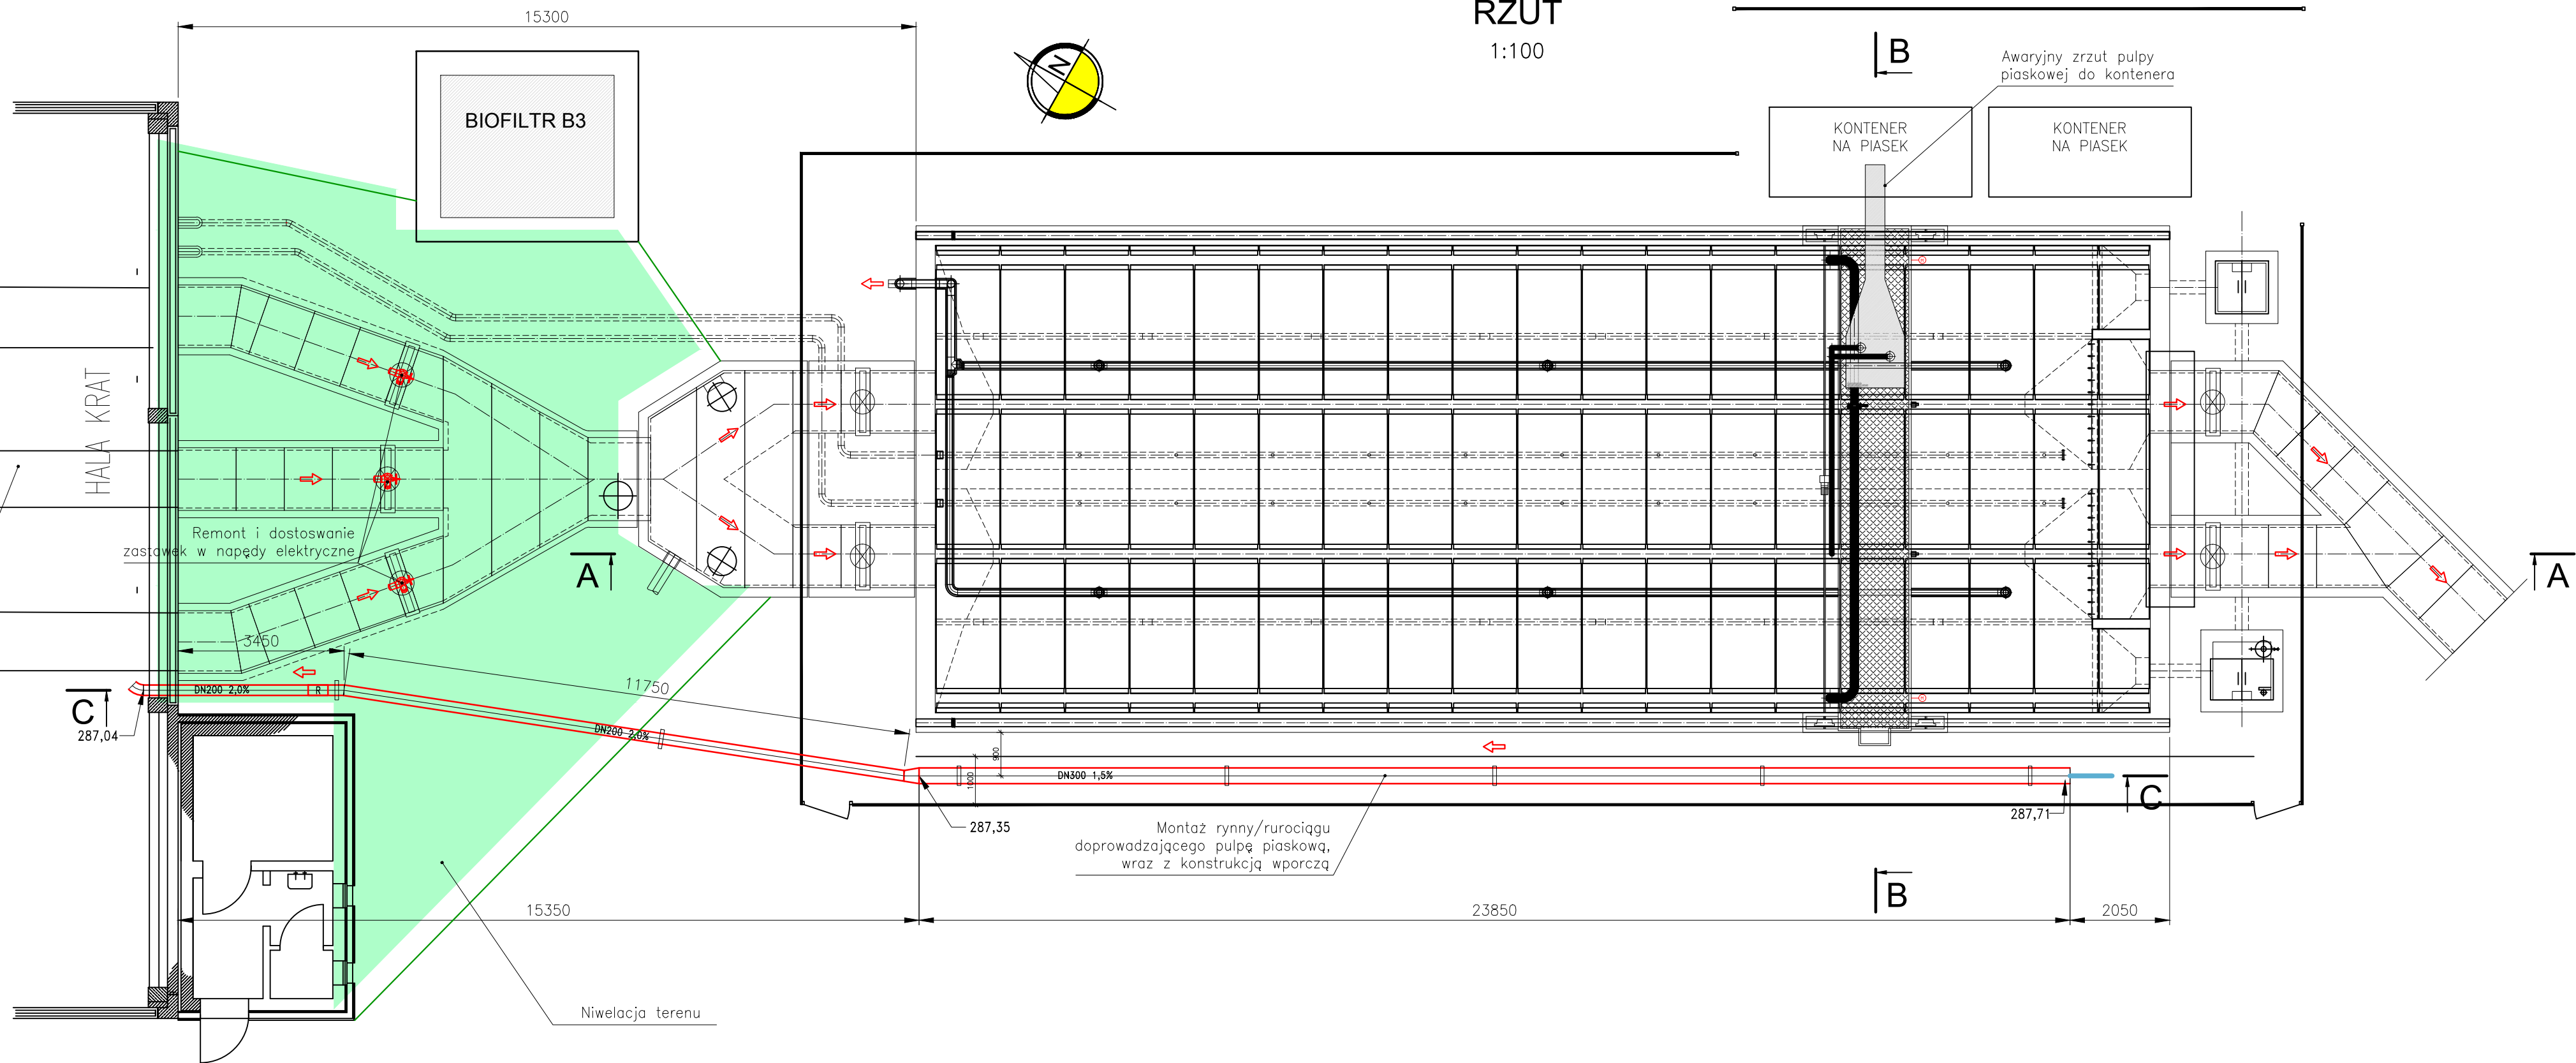 RZUT
1:100
15300
B
Awaryjny zrzut pulpy
piaskowej do kontenera
N
BIOFILTR B3
KONTENER
NA PIASEK
KONTENER
NA PIASEK
HALA KRAT
Remont i dostoswanie
zastawek w napędy elektryczne
A
A
3450
11750
C
DN200 2,0%
R
287,04
DN200 2,0%
900
1000
DN300 1,5%
C
287,35
287,71
Montaż rynny/rurociągu
doprowadzającego pulpę piaskową,
wraz z konstrukcją wporczą
B
15350
23850
2050
Niwelacja terenu